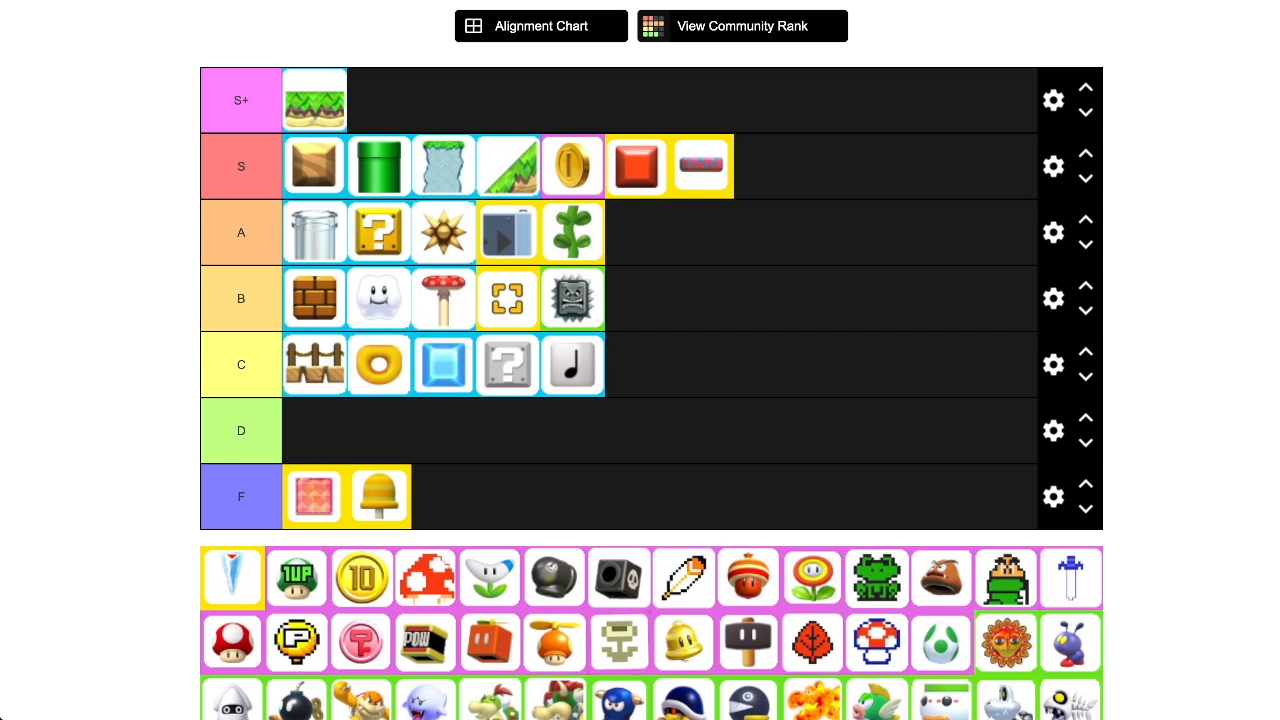 Alignment Chart
View Community Rank
S+
S
A
?
B
C
?
D
F
1UP
10
P
POW